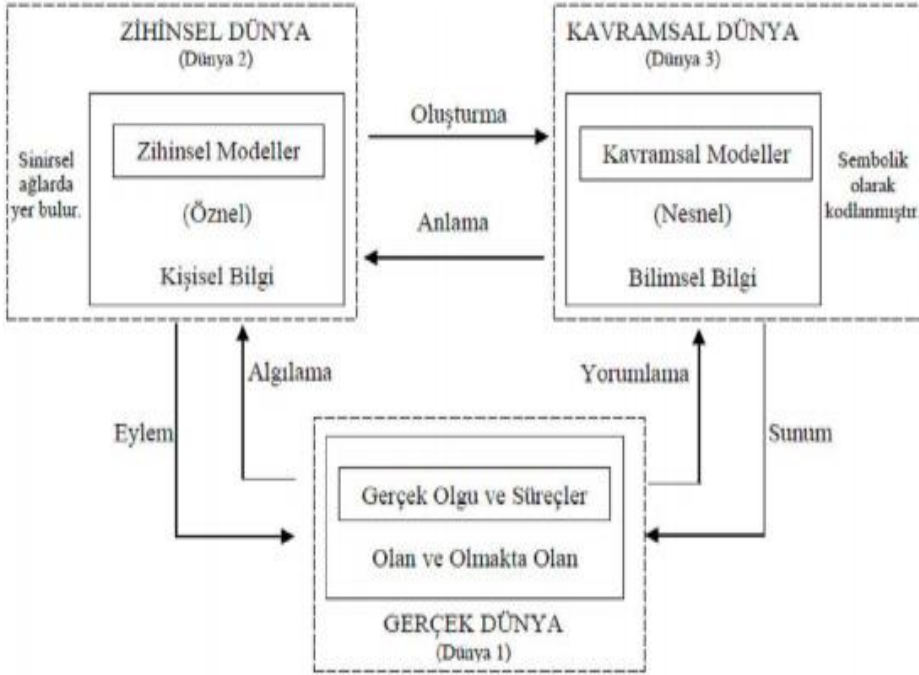 ZİHİNSEL DÜNYA
(Dünya 2)
Zihinsel Modeller
(Öznel)
Kişisel Bilgi
Sinirsel
ağlarda
yer bulur.
Oluşturma
Anlama
KAVRAMSAL DÜNYA
(Dünya 3)
Kavramsal Modeller
(Nesnel)
Bilimsel Bilgi
Sembolik
olarak
kodlanmıştır
Algılama
Eylem
Yorumlama
Sunum
Gerçek Olgu ve Süreçler
Olan ve Olmakta Olan
GERÇEK DÜNYA
(Dünya 1)